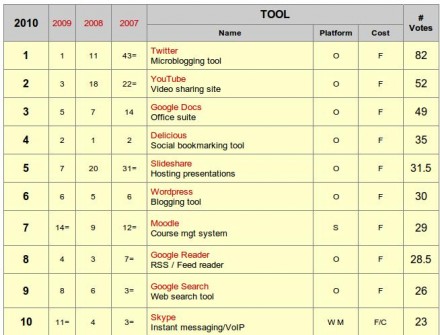 2010 2009 2008 2007 TOOL # Votes
Name Platform Cost
1 1 11 43= Twitter O F 82
Microblogging tool
2 3 18 22= YouTube O F 52
Video sharing site
3 5 7 14 Google Docs O F 49
Office suite
4 2 1 2 Delicious O F 35
Social bookmarking tool
5 7 20 31= Slideshare O F 31.5
Hosting presentations
6 6 5 6 Wordpress O F 30
Blogging tool
7 14= 9 12= Moodle S F 29
Course mgt system
8 4 3 7= Google Reader O F 28.5
RSS / Feed reader
9 8 6 3= Google Search O F 26
Web search tool
10 11= 4 3= Skype W M F/C 23
Instant messaging/VoIP